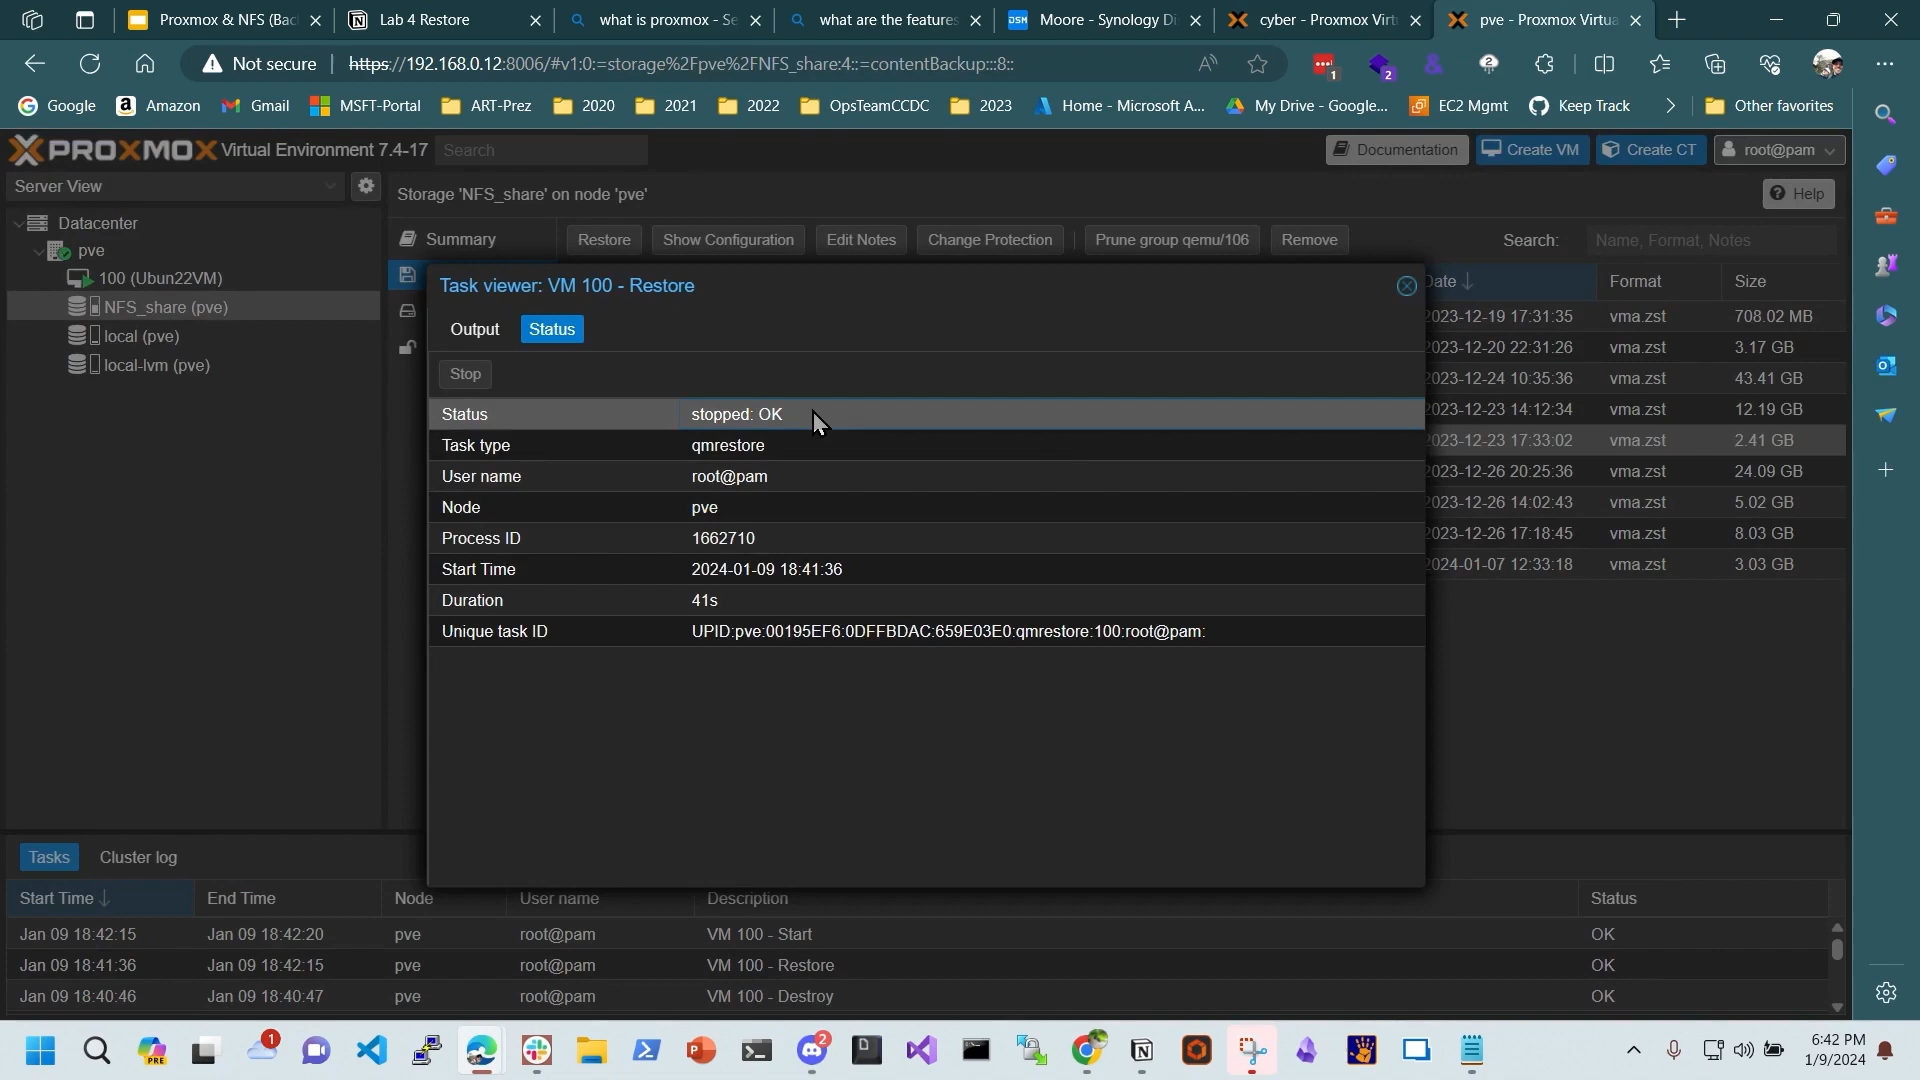 Proxmox & NFS (Bac
Lab 4 Restore
what is proxmox - Se
what are the features
DSM
Moore - Synology Di
cyber - Proxmox Virt
pve - Proxmox Virtua
Not secure
https://192.168.0.12:8006/#v1:0:=storage%2Fpve%2FNFS_share:4::=contentBackup:::8::
1
2
2
Google
Amazon
Gmail
MSFT-Portal
ART-Prez
2020
2021
2022
OpsTeamCCDC
2023
Home - Microsoft A...
My Drive - Google...
EC2 Mgmt
Keep Track
Other favorites
PROXMOX Virtual Environment 7.4-17
Search
Documentation
Create VM
Create CT
root@pam
Server View
Storage 'NFS_share' on node 'pve'
Help
Datacenter
pve
100 (Ubun22VM)
NFS_share (pve)
local (pve)
local-lvm (pve)
Summary
Restore
Show Configuration
Edit Notes
Change Protection
Prune group qemu/106
Remove
Search:
Name, Format, Notes
Date
Format
Size
2023-12-19 17:31:35 vma.zst 708.02 MB
2023-12-20 22:31:26 vma.zst 3.17 GB
2023-12-24 10:35:36 vma.zst 43.41 GB
2023-12-23 14:12:34 vma.zst 12.19 GB
2023-12-23 17:33:02 vma.zst 2.41 GB
2023-12-26 20:25:36 vma.zst 24.09 GB
2023-12-26 14:02:43 vma.zst 5.02 GB
2023-12-26 17:18:45 vma.zst 8.03 GB
2024-01-07 12:33:18 vma.zst 3.03 GB
Task viewer: VM 100 - Restore
Output
Status
Stop
Status stopped: OK
Task type qmrestore
User name root@pam
Node pve
Process ID 1662710
Start Time 2024-01-09 18:41:36
Duration 41s
Unique task ID UPID:pve:00195EF6:0DFFBDAC:659E03E0:qmrestore:100:root@pam:
Tasks
Cluster log
Start Time End Time Node User name Description Status
Jan 09 18:42:15 Jan 09 18:42:20 pve root@pam VM 100 - Start OK
Jan 09 18:41:36 Jan 09 18:42:15 pve root@pam VM 100 - Restore OK
Jan 09 18:40:46 Jan 09 18:40:47 pve root@pam VM 100 - Destroy OK
PRE
1
2
6:42 PM
1/9/2024